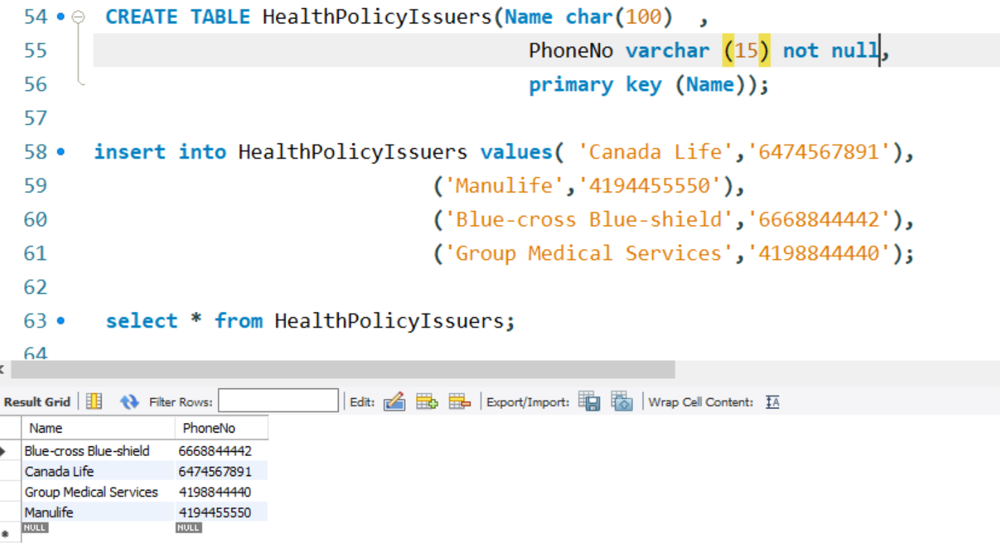 54 CREATE TABLE HealthPolicyIssuers(Name char(100)  ,
55 PhoneNo varchar (15) not null,
56 primary key (Name));
57
58 insert into HealthPolicyIssuers values( 'Canada Life','6474567891'),
59 ('Manulife','4194455550'),
60 ('Blue-cross Blue-shield','6668844442'),
61 ('Group Medical Services','4198844440');
62
63 select * from HealthPolicyIssuers;
64
Result Grid Filter Rows: Edit: Export/Import: Wrap Cell Content: IA
Name PhoneNo
Blue-cross Blue-shield 6668844442
Canada Life 6474567891
Group Medical Services 4198844440
Manulife 4194455550
NULL NULL